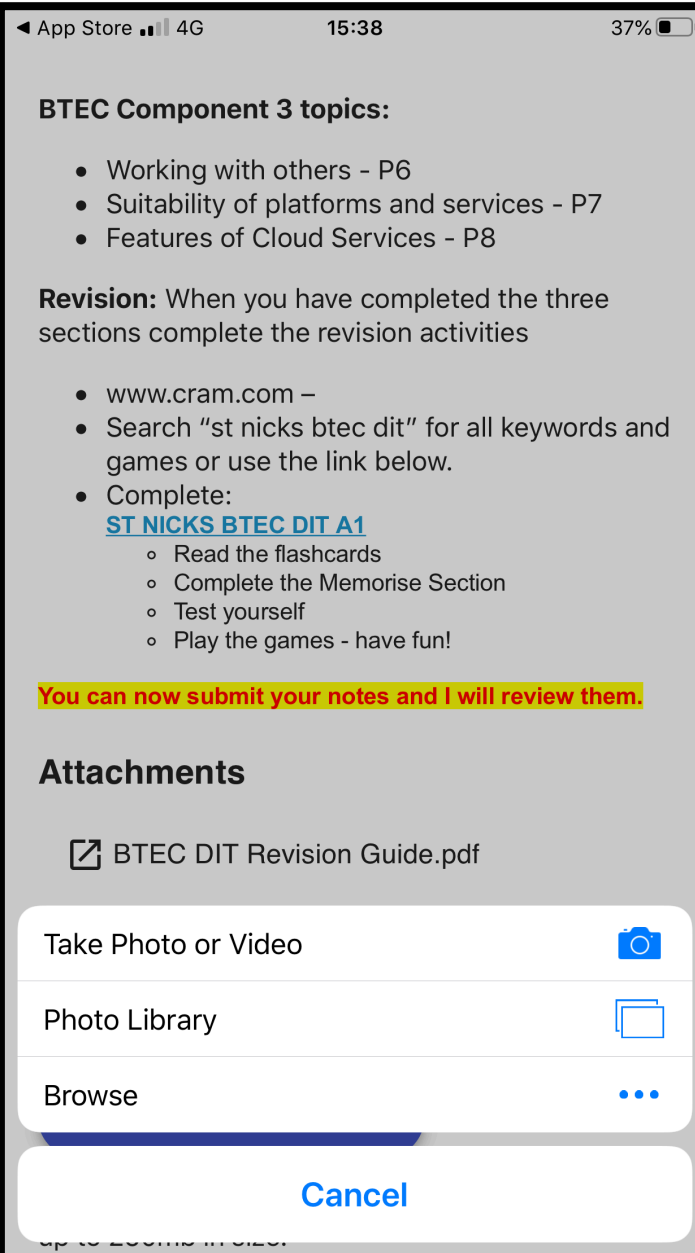 ◀ App Store 4G 15:38 37%
BTEC Component 3 topics:
• Working with others - P6
• Suitability of platforms and services - P7
• Features of Cloud Services - P8
Revision: When you have completed the three
sections complete the revision activities
• www.cram.com –
• Search “st nicks btec dit” for all keywords and
games or use the link below.
• Complete:
ST NICKS BTEC DIT A1
◦ Read the flashcards
◦ Complete the Memorise Section
◦ Test yourself
◦ Play the games - have fun!
You can now submit your notes and I will review them.
Attachments
BTEC DIT Revision Guide.pdf
Take Photo or Video
Photo Library
Browse
Cancel